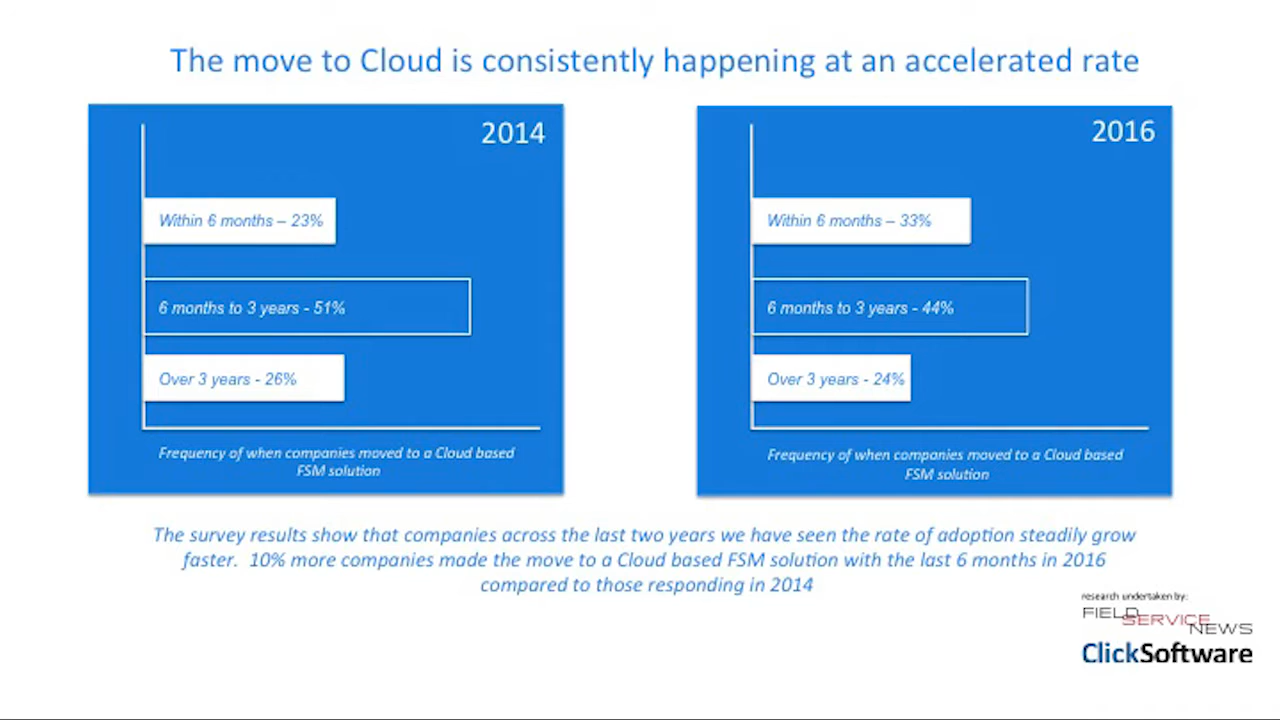 The move to Cloud is consistently happening at an accelerated rate
2014
Within 6 months – 23%
6 months to 3 years - 51%
Over 3 years - 26%
Frequency of when companies moved to a Cloud based
FSM solution
2016
Within 6 months – 33%
6 months to 3 years - 44%
Over 3 years - 24%
Frequency of when companies moved to a Cloud based
FSM solution
The survey results show that companies across the last two years we have seen the rate of adoption steadily grow
faster. 10% more companies made the move to a Cloud based FSM solution with the last 6 months in 2016
compared to those responding in 2014
research undertaken by:
FIELD
SERVICE
NEWS
ClickSoftware